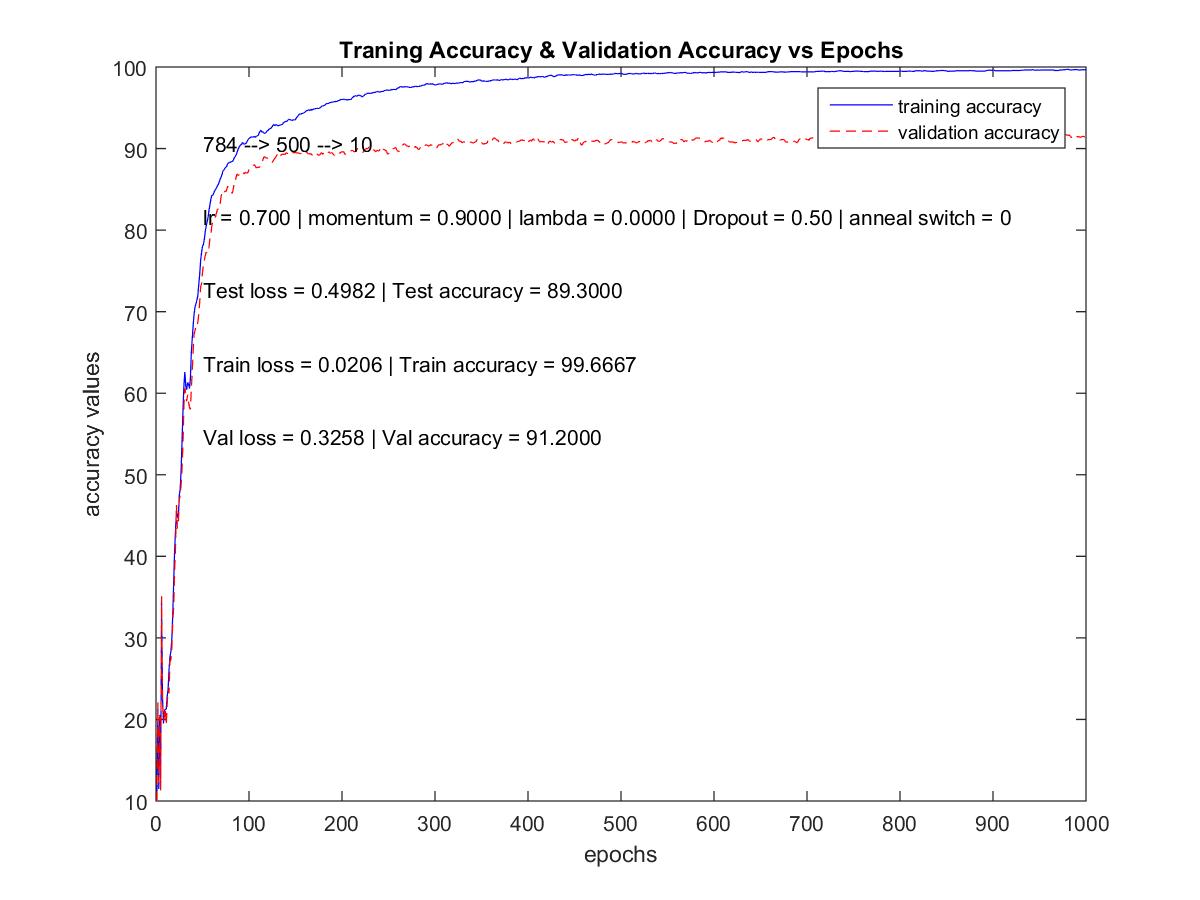 Traning Accuracy & Validation Accuracy vs Epochs
100
90
80
70
60
50
40
30
20
10
accuracy values
training accuracy
validation accuracy
784 --> 500 --> 10
lr = 0.700 | momentum = 0.9000 | lambda = 0.0000 | Dropout = 0.50 | anneal switch = 0
Test loss = 0.4982 | Test accuracy = 89.3000
Train loss = 0.0206 | Train accuracy = 99.6667
Val loss = 0.3258 | Val accuracy = 91.2000
0 100 200 300 400 500 600 700 800 900 1000
epochs